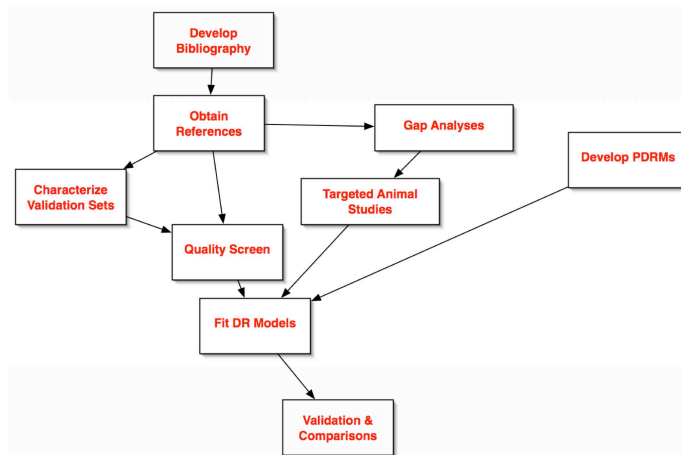 Develop
Bibliography
Obtain
References
Gap Analyses
Develop PDRMs
Characterize
Validation Sets
Targeted Animal
Studies
Quality Screen
Fit DR Models
Validation &
Comparisons